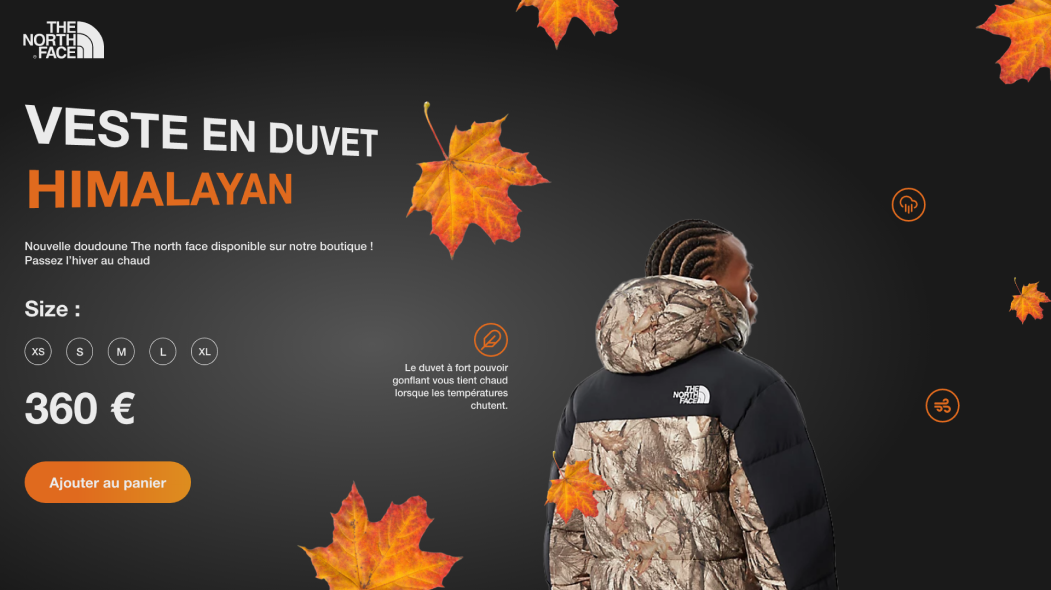 THE
NORTH
FACE
VESTE EN DUVET
HIMALAYAN
Nouvelle doudoune The north face disponible sur notre boutique !
Passez l'hiver au chaud
Size :
XS S M L XL
360 €
Ajouter au panier
Le duvet à fort pouvoir
gonflant vous tient chaud
lorsque les températures
chutent.
THE
NORTH
FACE